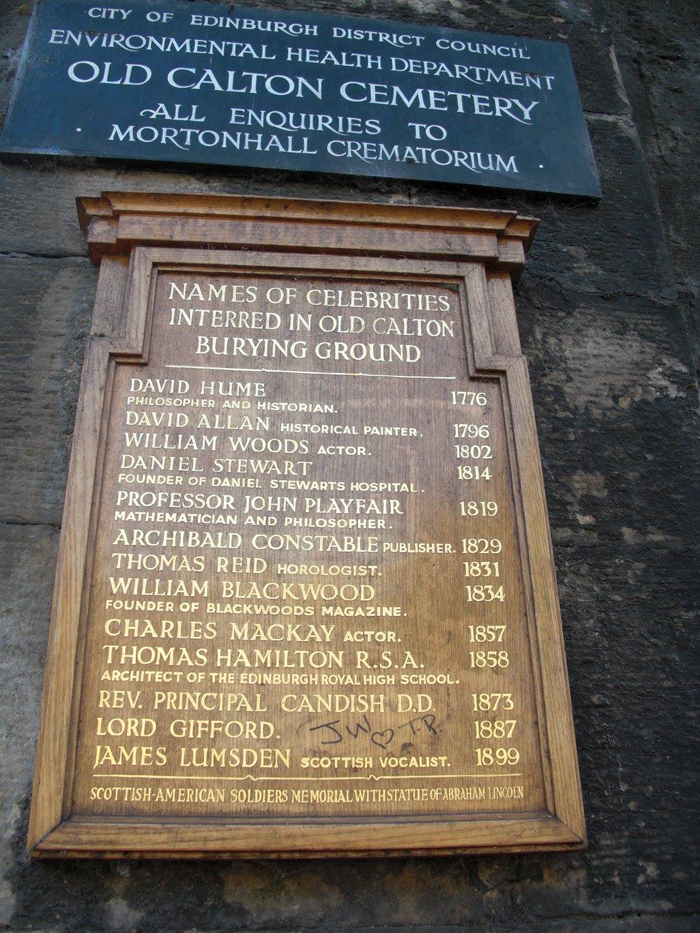 CITY OF EDINBURGH DISTRICT COUNCIL
ENVIRONMENTAL HEALTH DEPARTMENT
OLD CALTON CEMETERY
ALL ENQUIRIES TO
• MORTONHALL CREMATORIUM •
NAMES OF CELEBRITIES
INTERRED IN OLD CALTON
BURYING GROUND
DAVID HUME 1776
PHILOSOPHER AND HISTORIAN.
DAVID ALLAN HISTORICAL PAINTER. 1796
WILLIAM WOODS ACTOR. 1802
DANIEL STEWART 1814
FOUNDER OF DANIEL STEWARTS HOSPITAL.
PROFESSOR JOHN PLAYFAIR 1819
MATHEMATICIAN AND PHILOSOPHER.
ARCHIBALD CONSTABLE PUBLISHER. 1829
THOMAS REID HOROLOGIST. 1831
WILLIAM BLACKWOOD 1834
FOUNDER OF BLACKWOODS MAGAZINE.
CHARLES MACKAY ACTOR. 1857
THOMAS HAMILTON R.S.A. 1858
ARCHITECT OF THE EDINBURGH ROYAL HIGH SCHOOL.
REV. PRINCIPAL CANDISH D.D. 1873
LORD GIFFORD. JW ♡ T.P. 1887
JAMES LUMSDEN SCOTTISH VOCALIST. 1899
SCOTTISH-AMERICAN SOLDIERS MEMORIAL WITH STATUE OF ABRAHAM LINCOLN